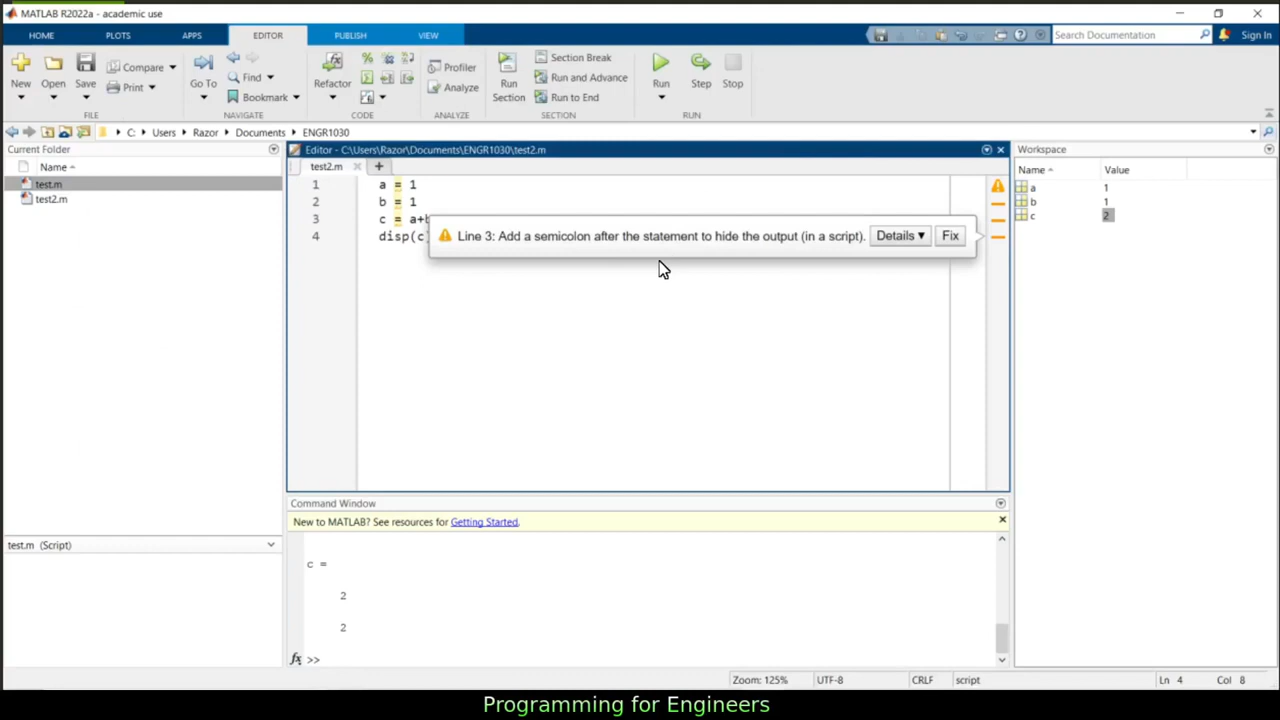 MATLAB R2022a - academic use
HOME PLOTS APPS EDITOR PUBLISH VIEW
Search Documentation Sign In
New Open Save Compare Print
FILE
Go To Find Bookmark
NAVIGATE
Refactor
CODE
Profiler
Analyze
ANALYZE
Run Section
Section Break
Run and Advance
Run to End
SECTION
Run Step Stop
RUN
C: Users Razor Documents ENGR1030
Current Folder
Name
test.m
test2.m
test.m (Script)
Editor - C:\Users\Razor\Documents\ENGR1030\test2.m
test2.m
1 a = 1
2 b = 1
3 c = a+b
4 disp(c)
Line 3: Add a semicolon after the statement to hide the output (in a script). Details Fix
Command Window
New to MATLAB? See resources for Getting Started.
c =
2
2
fx >>
Workspace
Name Value
a 1
b 1
c 2
Zoom: 125% UTF-8 CRLF script Ln 4 Col 8
Programming for Engineers